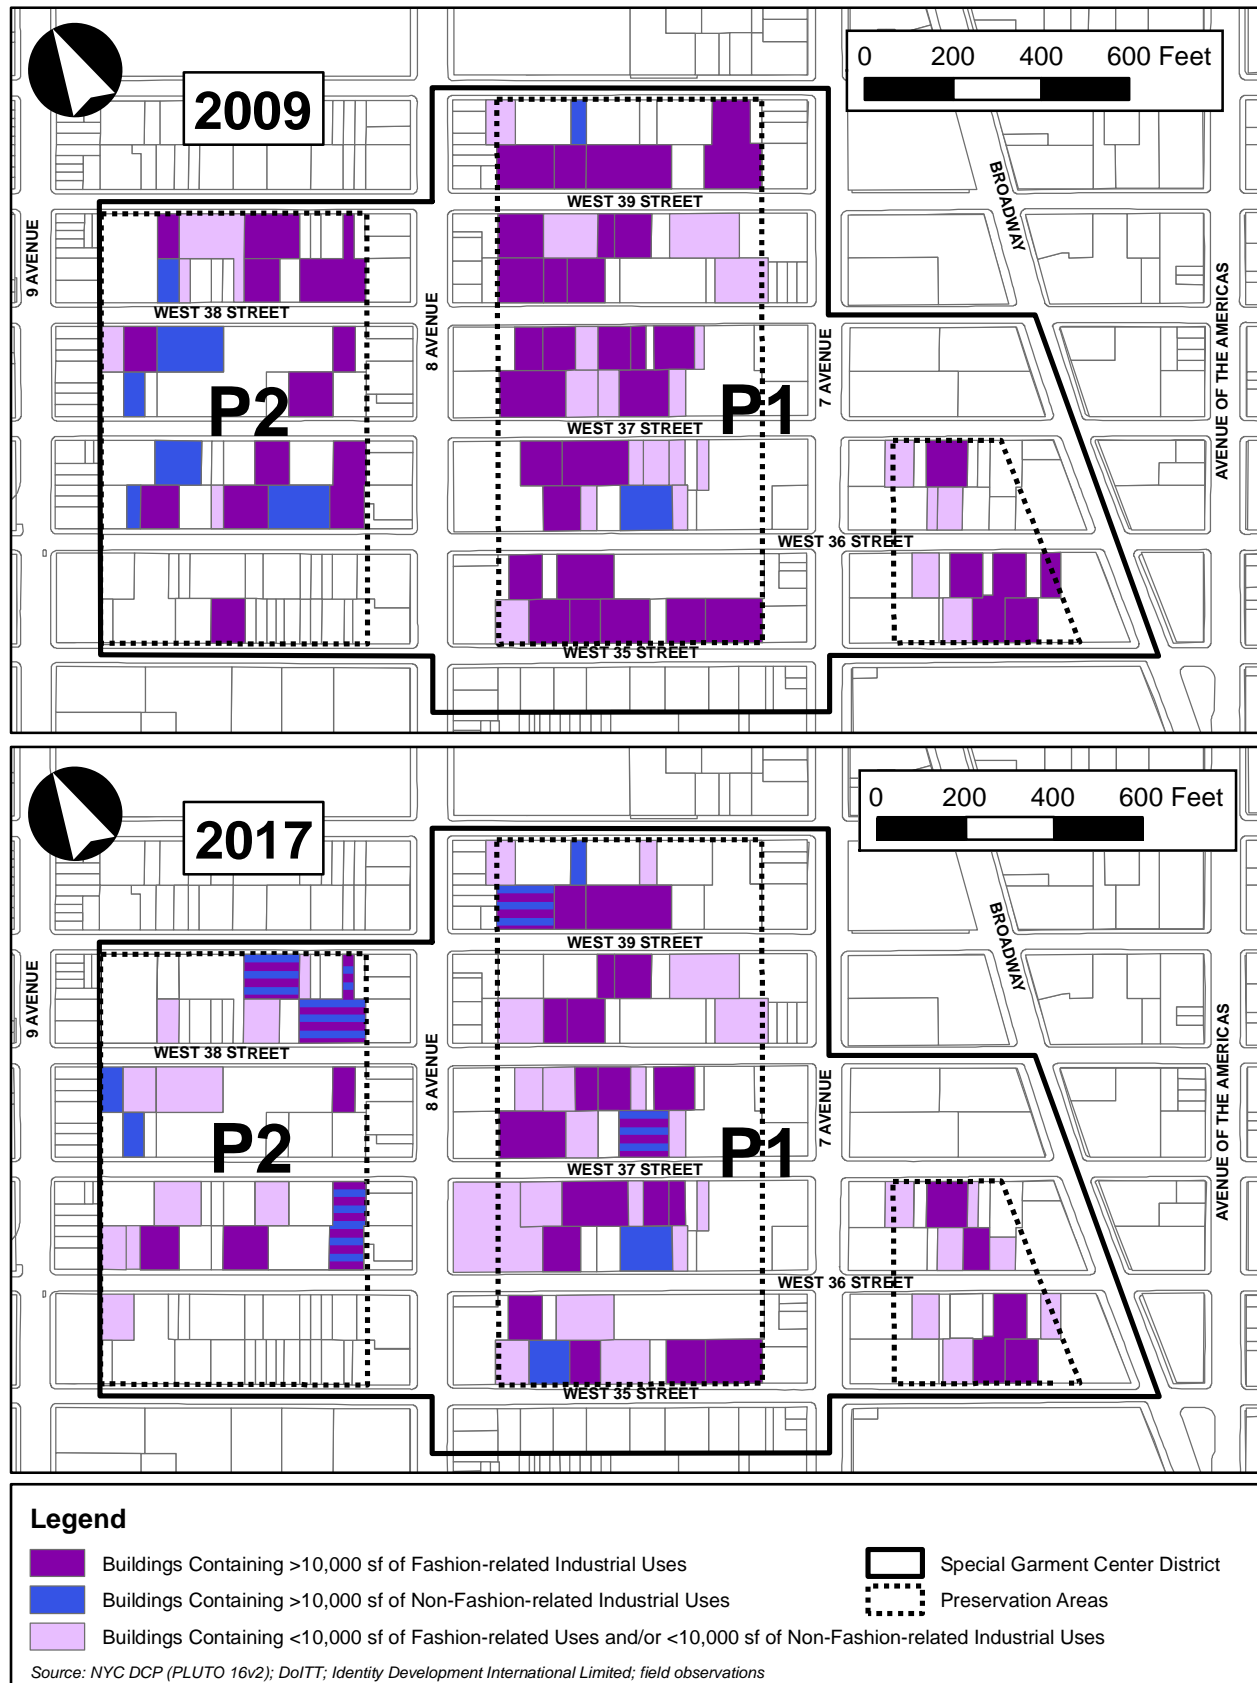 2009
0 200 400 600 Feet
BROADWAY
WEST 39 STREET
9 AVENUE
8 AVENUE
7 AVENUE
AVENUE OF THE AMERICAS
WEST 38 STREET
P2
P1
WEST 37 STREET
WEST 36 STREET
WEST 35 STREET
2017
0 200 400 600 Feet
BROADWAY
WEST 39 STREET
9 AVENUE
8 AVENUE
7 AVENUE
AVENUE OF THE AMERICAS
WEST 38 STREET
P2
P1
WEST 37 STREET
WEST 36 STREET
WEST 35 STREET
Legend
Buildings Containing >10,000 sf of Fashion-related Industrial Uses
Special Garment Center District
Buildings Containing >10,000 sf of Non-Fashion-related Industrial Uses
Preservation Areas
Buildings Containing <10,000 sf of Fashion-related Uses and/or <10,000 sf of Non-Fashion-related Industrial Uses
Source: NYC DCP (PLUTO 16v2); DoITT; Identity Development International Limited; field observations